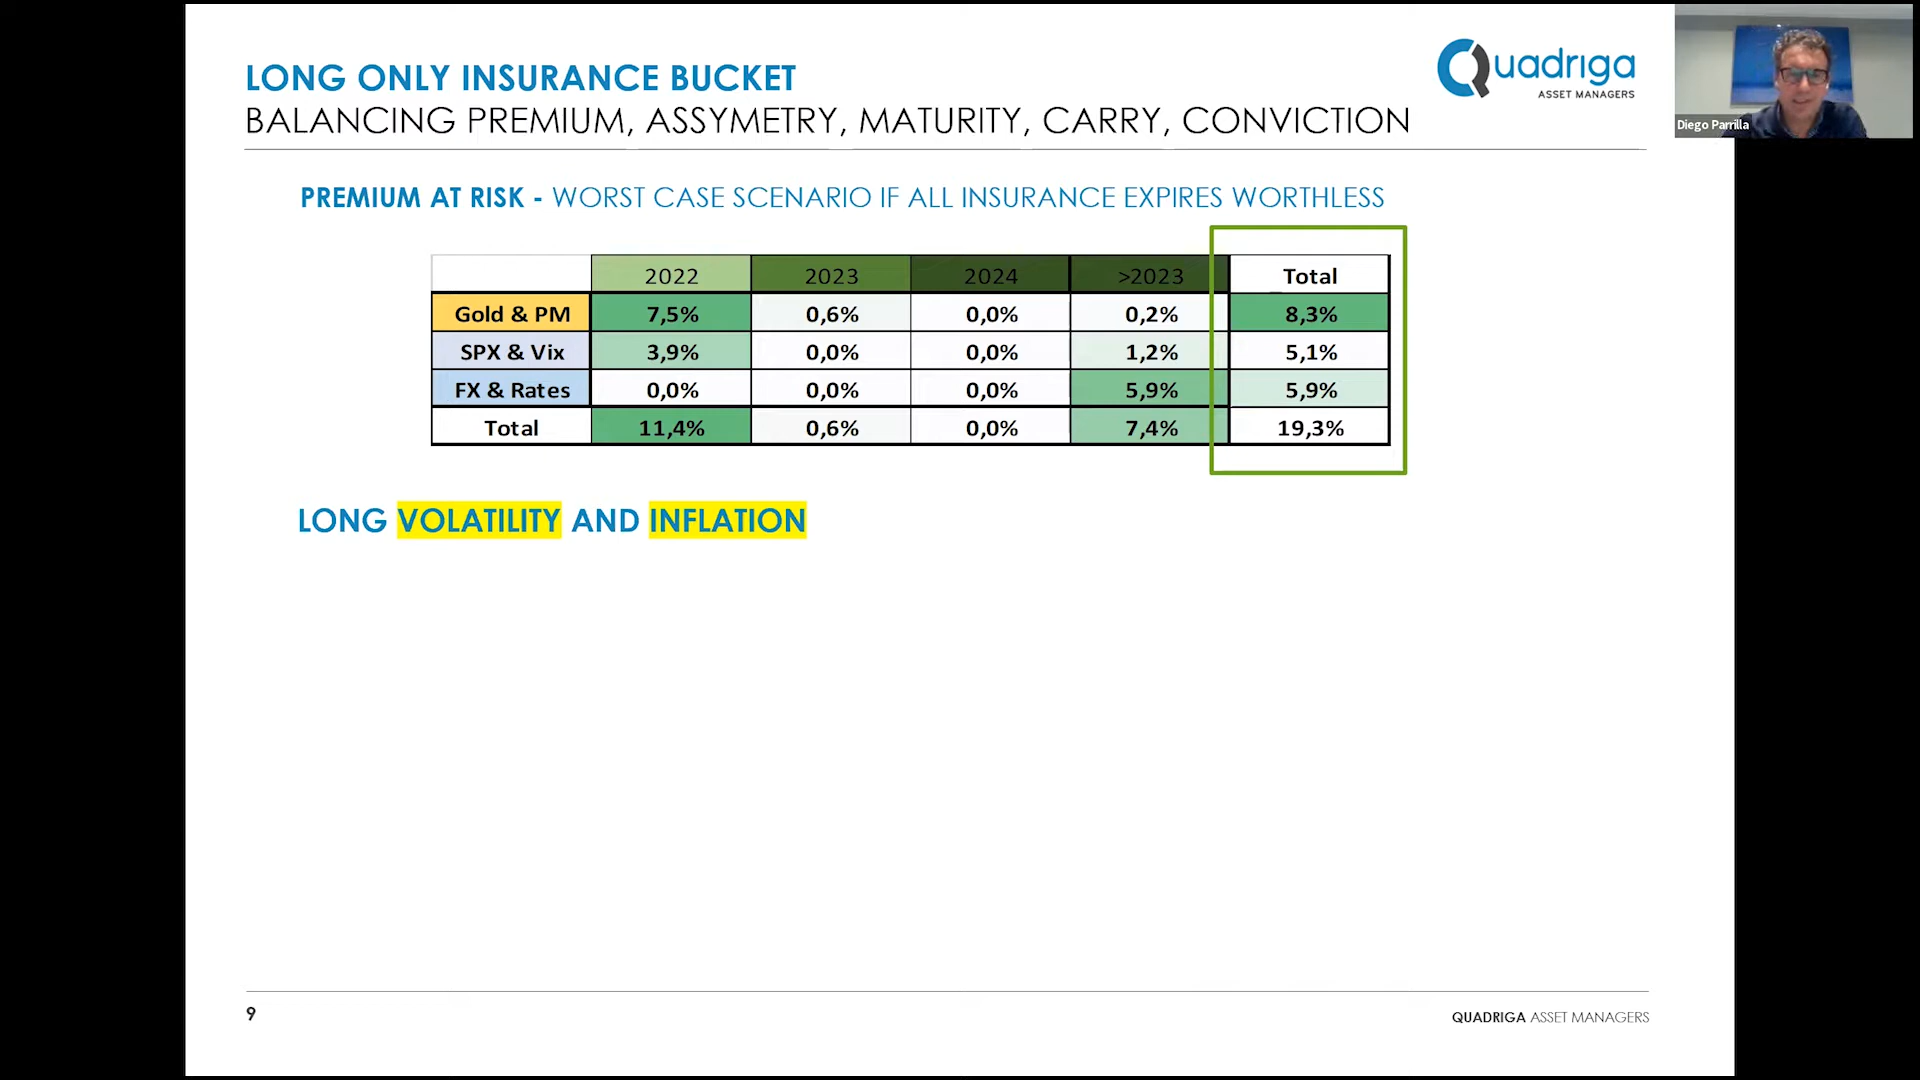 LONG ONLY INSURANCE BUCKET
BALANCING PREMIUM, ASSYMETRY, MATURITY, CARRY, CONVICTION
Quadriga
ASSET MANAGERS
Diego Parrilla
PREMIUM AT RISK - WORST CASE SCENARIO IF ALL INSURANCE EXPIRES WORTHLESS
2022 2023 2024 >2023 Total
Gold & PM 7,5% 0,6% 0,0% 0,2% 8,3%
SPX & Vix 3,9% 0,0% 0,0% 1,2% 5,1%
FX & Rates 0,0% 0,0% 0,0% 5,9% 5,9%
Total 11,4% 0,6% 0,0% 7,4% 19,3%
LONG VOLATILITY AND INFLATION
9
QUADRIGA ASSET MANAGERS